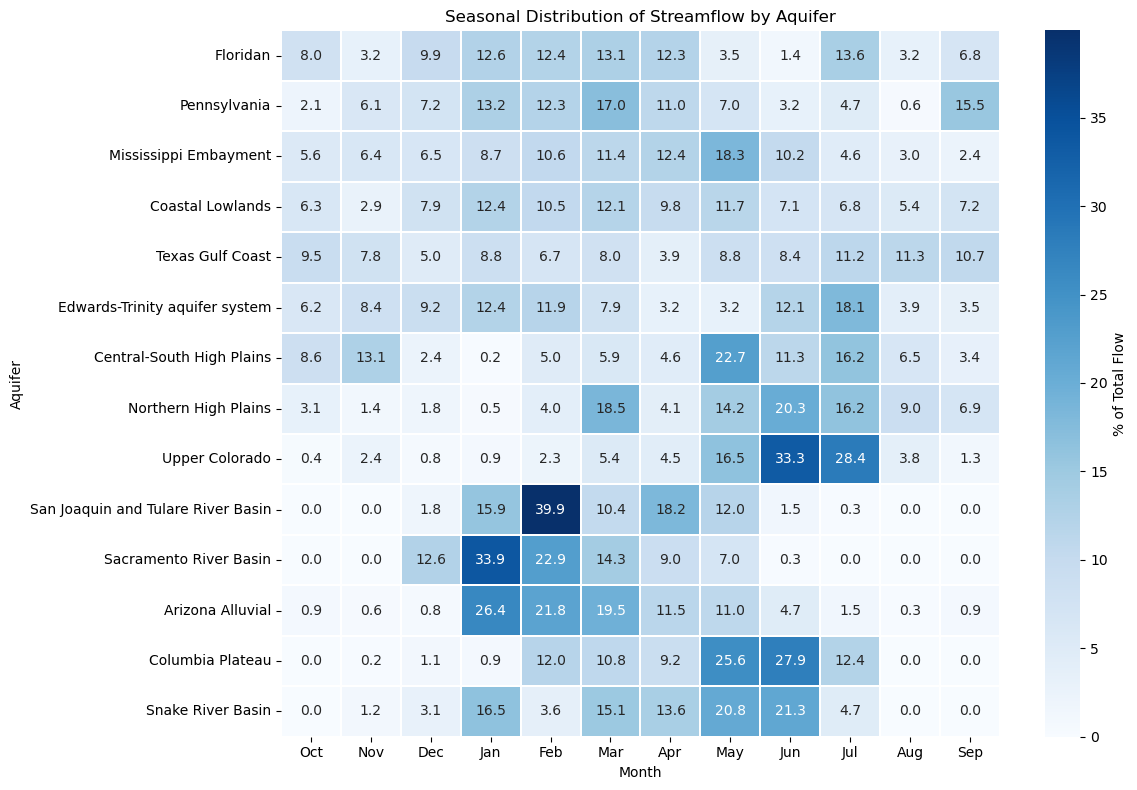 Seasonal Distribution of Streamflow by Aquifer
Floridan 8.0 3.2 9.9 12.6 12.4 13.1 12.3 3.5 1.4 13.6 3.2 6.8
Pennsylvania 2.1 6.1 7.2 13.2 12.3 17.0 11.0 7.0 3.2 4.7 0.6 15.5
Mississippi Embayment 5.6 6.4 6.5 8.7 10.6 11.4 12.4 18.3 10.2 4.6 3.0 2.4
Coastal Lowlands 6.3 2.9 7.9 12.4 10.5 12.1 9.8 11.7 7.1 6.8 5.4 7.2
Texas Gulf Coast 9.5 7.8 5.0 8.8 6.7 8.0 3.9 8.8 8.4 11.2 11.3 10.7
Edwards-Trinity aquifer system 6.2 8.4 9.2 12.4 11.9 7.9 3.2 3.2 12.1 18.1 3.9 3.5
Central-South High Plains 8.6 13.1 2.4 0.2 5.0 5.9 4.6 22.7 11.3 16.2 6.5 3.4
Northern High Plains 3.1 1.4 1.8 0.5 4.0 18.5 4.1 14.2 20.3 16.2 9.0 6.9
Upper Colorado 0.4 2.4 0.8 0.9 2.3 5.4 4.5 16.5 33.3 28.4 3.8 1.3
San Joaquin and Tulare River Basin 0.0 0.0 1.8 15.9 39.9 10.4 18.2 12.0 1.5 0.3 0.0 0.0
Sacramento River Basin 0.0 0.0 12.6 33.9 22.9 14.3 9.0 7.0 0.3 0.0 0.0 0.0
Arizona Alluvial 0.9 0.6 0.8 26.4 21.8 19.5 11.5 11.0 4.7 1.5 0.3 0.9
Columbia Plateau 0.0 0.2 1.1 0.9 12.0 10.8 9.2 25.6 27.9 12.4 0.0 0.0
Snake River Basin 0.0 1.2 3.1 16.5 3.6 15.1 13.6 20.8 21.3 4.7 0.0 0.0
Oct Nov Dec Jan Feb Mar Apr May Jun Jul Aug Sep
Month
Aquifer
35
30
25
20
15
10
5
0
% of Total Flow